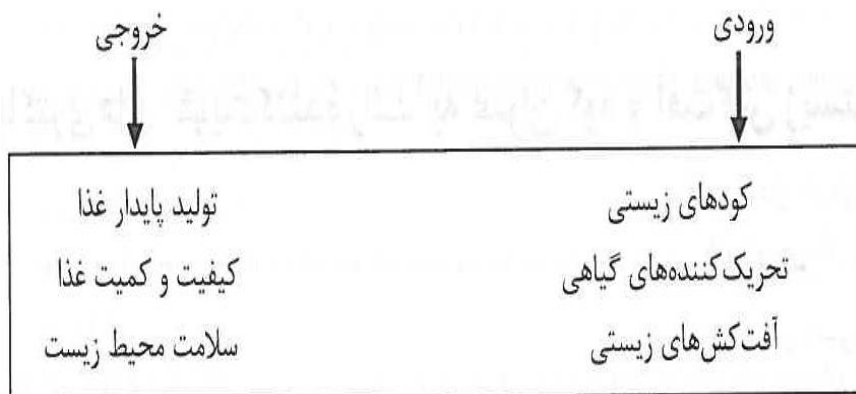 ورودی
خروجی
کودهای زیستی
تولید پایدار غذا
تحریک‌کننده‌های گیاهی
کیفیت و کمیت غذا
آفت‌کش‌های زیستی
سلامت محیط زیست